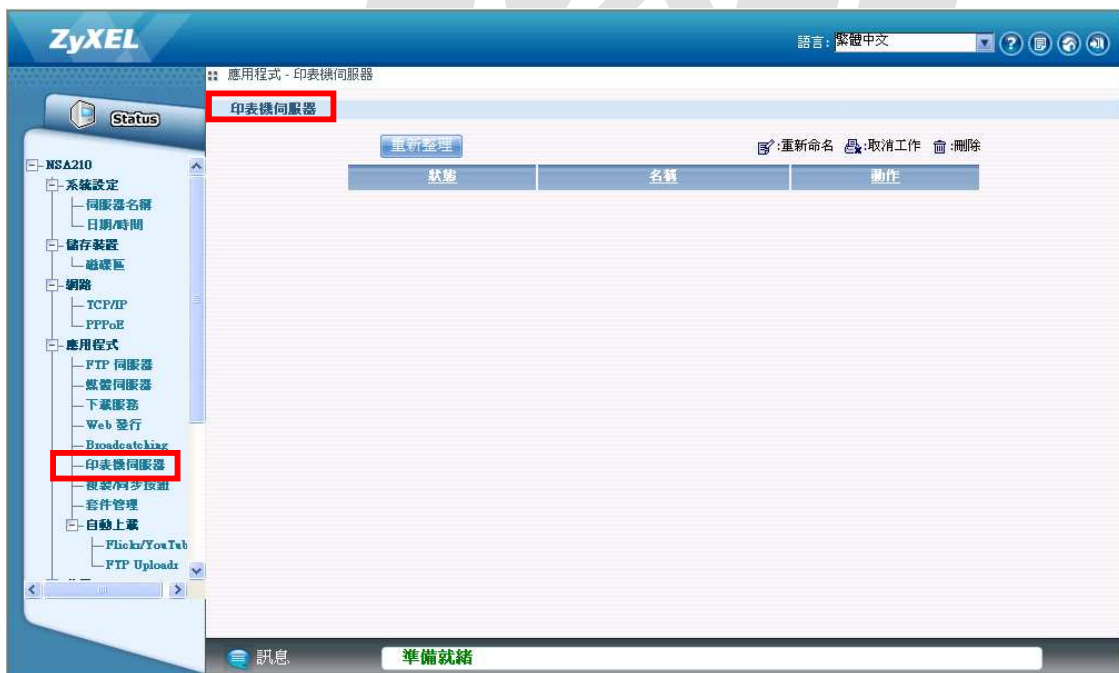 ZyXEL
語言: 繁體中文
應用程式 - 印表機伺服器
Status
印表機伺服器
重新整理
:重新命名 :取消工作 :刪除
狀態 名稱 動作
NSA210
系統設定
伺服器名稱
日期/時間
儲存裝置
磁碟區
網路
TCP/IP
PPPoE
應用程式
FTP 伺服器
媒體伺服器
下載服務
Web 發行
Broadcatching
印表機伺服器
複製/同步按鈕
套件管理
自動上載
Flickr/YouTub
FTP Uploadr
訊息
準備就緒